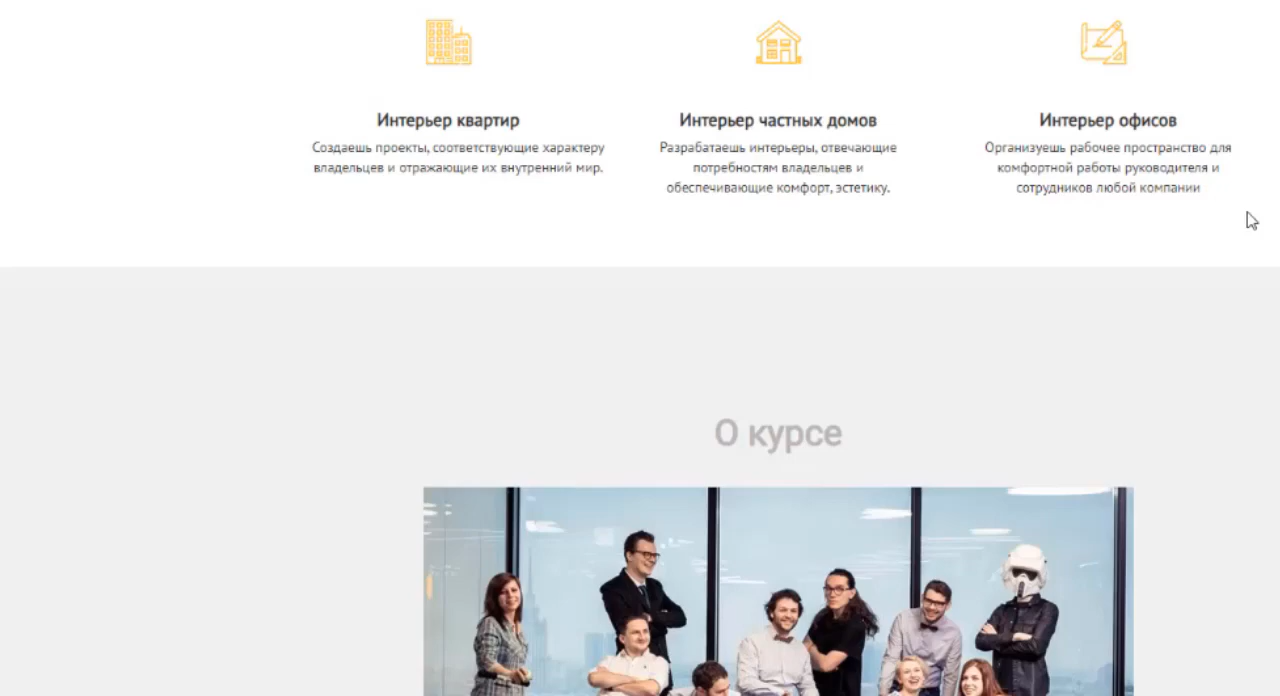 Интерьер квартир
Создаешь проекты, соответствующие характеру
владельцев и отражающие их внутренний мир.
Интерьер частных домов
Разрабатаешь интерьеры, отвечающие
потребностям владельцев и
обеспечивающие комфорт, эстетику.
Интерьер офисов
Организуешь рабочее пространство для
комфортной работы руководителя и
сотрудников любой компании
О курсе